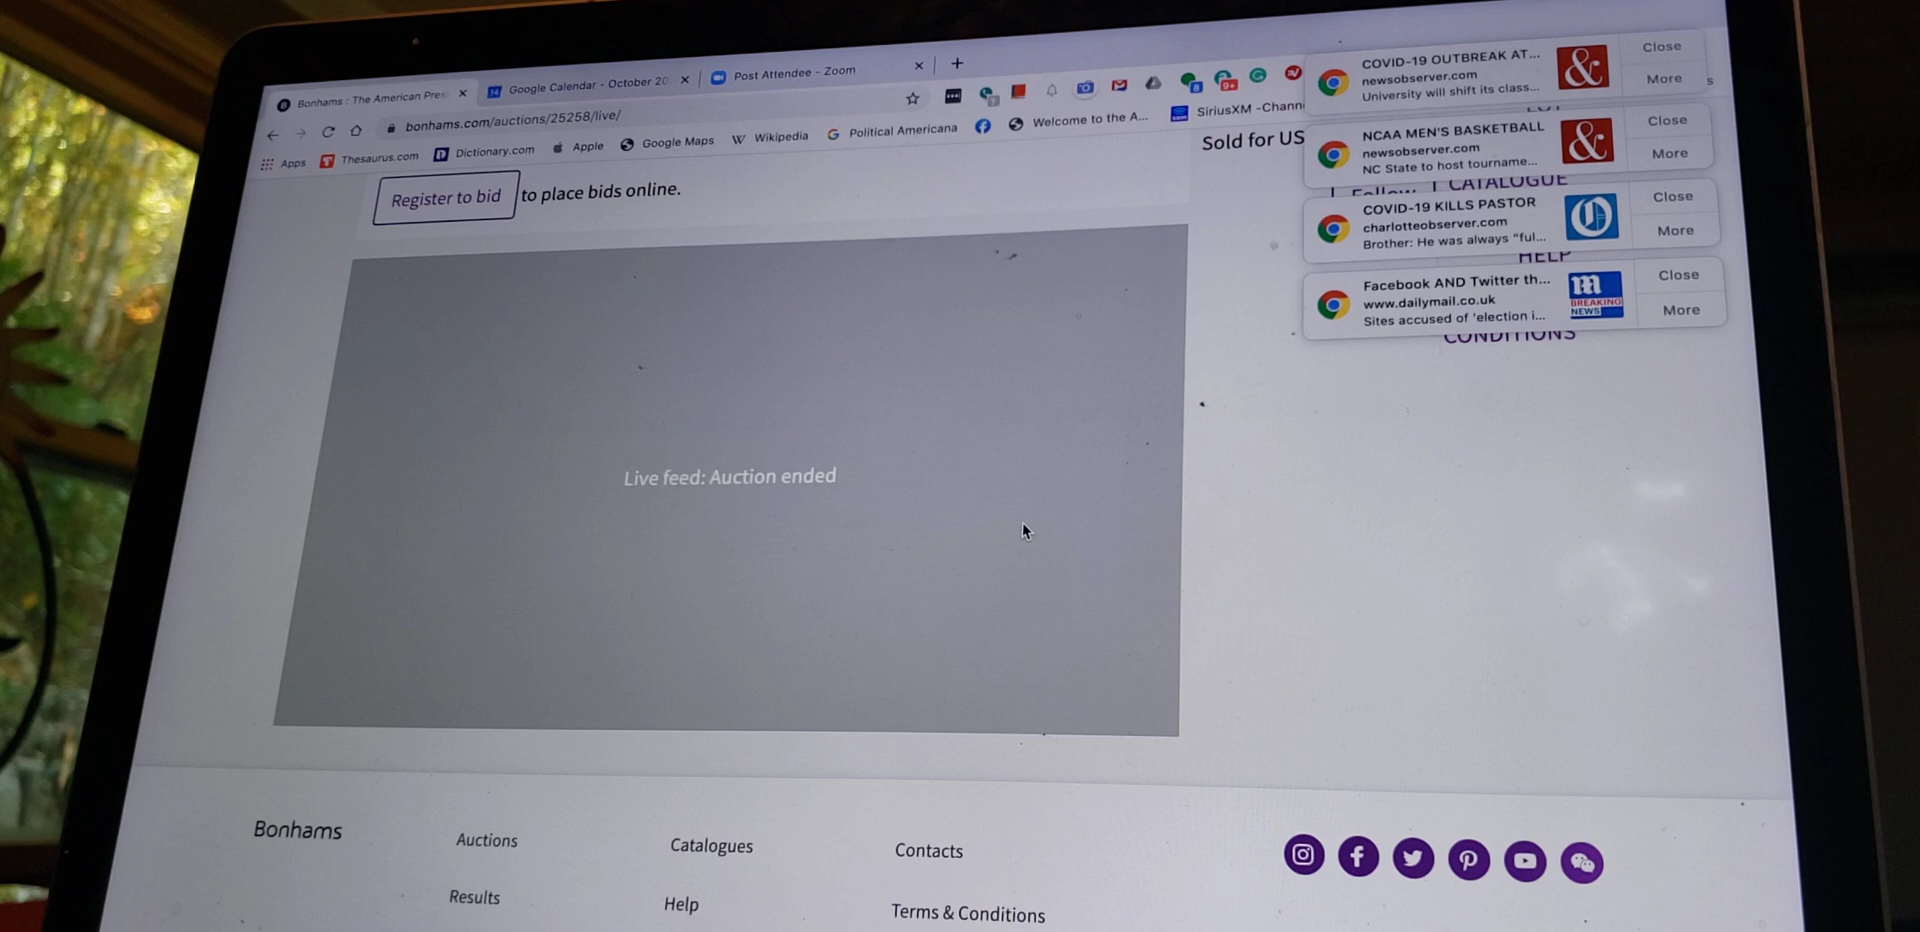 Bonhams : The American Pres
Google Calendar - October 20
Post Attendee - Zoom
bonhams.com/auctions/25258/live/
Apps
Thesaurus.com
Dictionary.com
Apple
Google Maps
Wikipedia
Political Americana
Welcome to the A...
SiriusXM -Chann
Register to bid to place bids online.
Sold for US
COVID-19 OUTBREAK AT...
newsobserver.com
University will shift its class...
Close
More
NCAA MEN'S BASKETBALL
newsobserver.com
NC State to host tourname...
Close
More
CATALOGUE
COVID-19 KILLS PASTOR
charlotteobserver.com
Brother: He was always "ful...
Close
More
HELP
Facebook AND Twitter th...
www.dailymail.co.uk
Sites accused of 'election i...
m
BREAKING
NEWS
Close
More
CONDITIONS
Live feed: Auction ended
Bonhams
Auctions
Catalogues
Contacts
Results
Help
Terms & Conditions